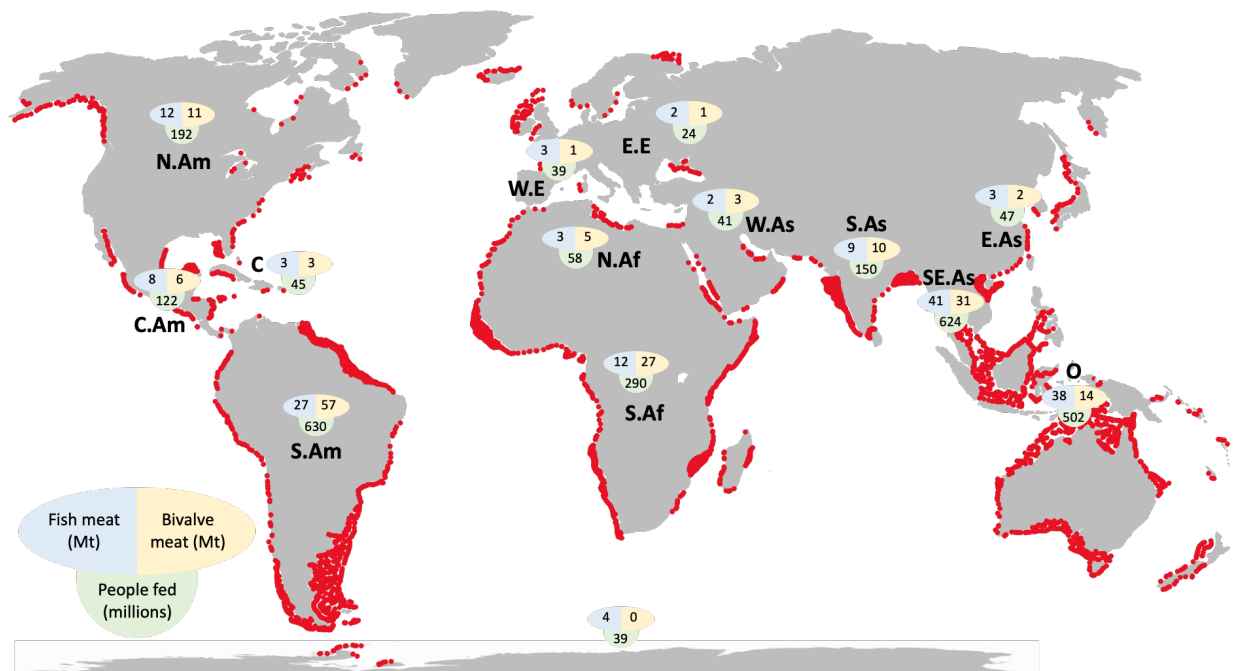 12 11
192
N.Am
2 1
24
E.E
3 1
39
W.E
2 3
41
W.As
3 2
47
E.As
S.As
9 10
150
3 5
58
N.Af
C
3 3
45
8 6
122
C.Am
SE.As
41 31
624
12 27
290
S.Af
O
38 14
502
27 57
630
S.Am
Fish meat
(Mt)
Bivalve
meat (Mt)
People fed
(millions)
4 0
39